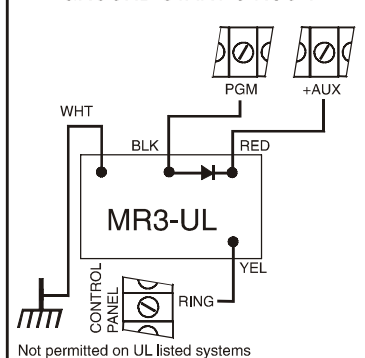 PGM
+AUX
WHT
BLK
RED
MR3-UL
YEL
CONTROL
PANEL
RING
Not permitted on UL listed systems